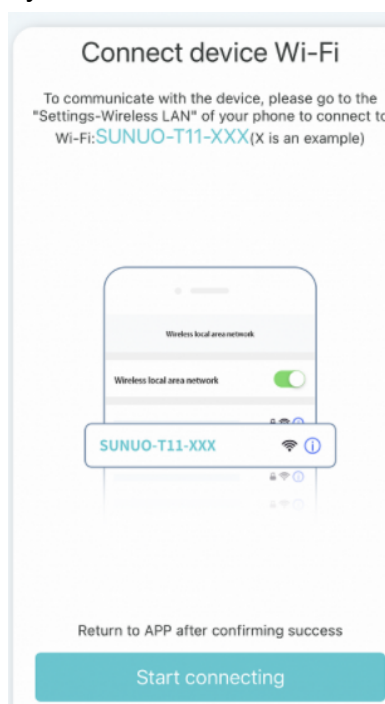 Connect device Wi-Fi
To communicate with the device, please go to the
"Settings-Wireless LAN" of your phone to connect to
Wi-Fi:SUNUO-T11-XXX(X is an example)
Wireless local area network
Wireless local area network
SUNUO-T11-XXX
Return to APP after confirming success
Start connecting